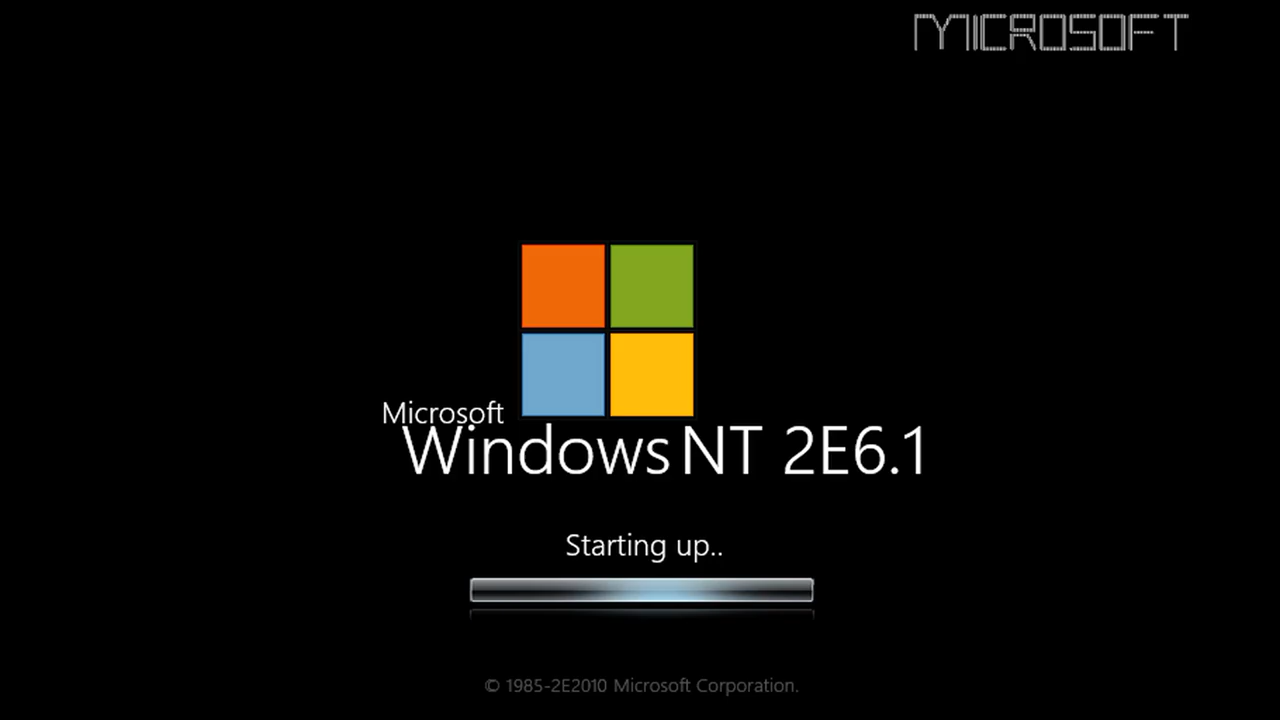 MICROSOFT
Microsoft
Windows NT 2E6.1
Starting up..
© 1985-2E2010 Microsoft Corporation.